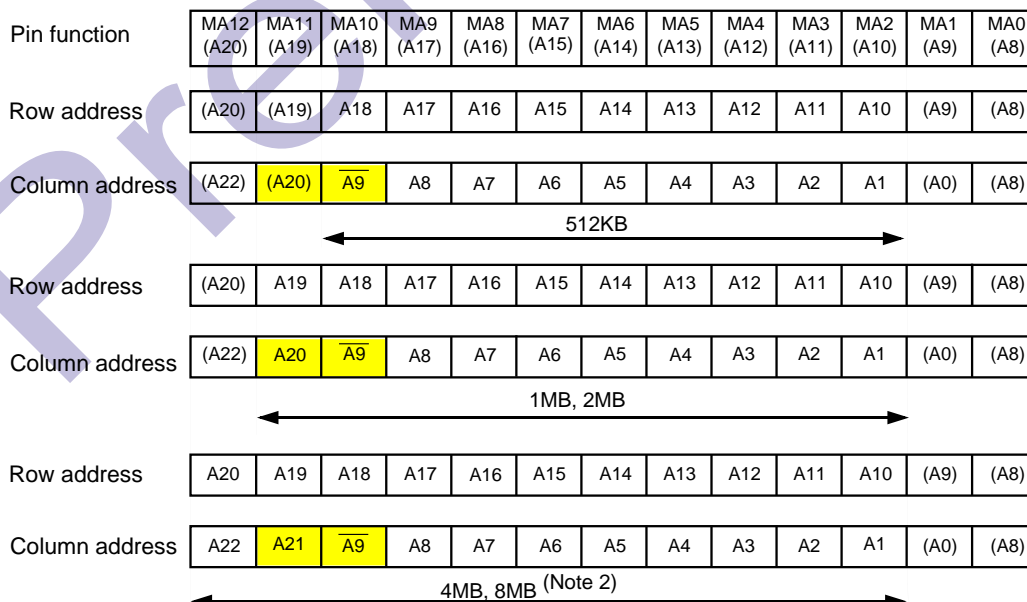 Pin function MA12 MA11 MA10 MA9 MA8 MA7 MA6 MA5 MA4 MA3 MA2 MA1 MA0
(A20) (A19) (A18) (A17) (A16) (A15) (A14) (A13) (A12) (A11) (A10) (A9) (A8)
Row address (A20) (A19) A18 A17 A16 A15 A14 A13 A12 A11 A10 (A9) (A8)
Column address (A22) (A20) A̅9̅ A8 A7 A6 A5 A4 A3 A2 A1 (A0) (A8)
512KB
Row address (A20) A19 A18 A17 A16 A15 A14 A13 A12 A11 A10 (A9) (A8)
Column address (A22) A20 A̅9̅ A8 A7 A6 A5 A4 A3 A2 A1 (A0) (A8)
1MB, 2MB
Row address A20 A19 A18 A17 A16 A15 A14 A13 A12 A11 A10 (A9) (A8)
Column address A22 A21 A̅9̅ A8 A7 A6 A5 A4 A3 A2 A1 (A0) (A8)
4MB, 8MB (Note 2)
Pre